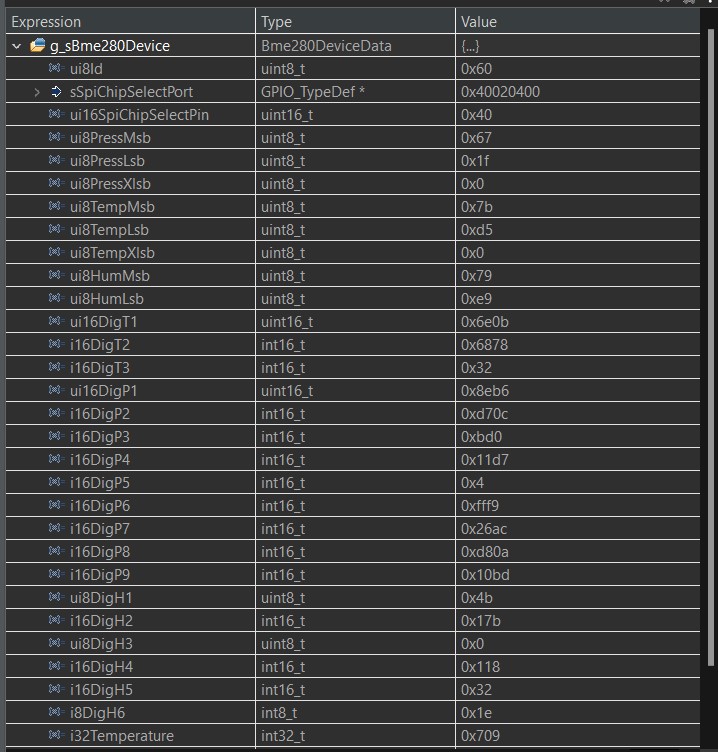 Expression Type Value
g_sBme280Device Bme280DeviceData {...}
ui8Id uint8_t 0x60
sSpiChipSelectPort GPIO_TypeDef * 0x40020400
ui16SpiChipSelectPin uint16_t 0x40
ui8PressMsb uint8_t 0x67
ui8PressLsb uint8_t 0x1f
ui8PressXlsb uint8_t 0x0
ui8TempMsb uint8_t 0x7b
ui8TempLsb uint8_t 0xd5
ui8TempXlsb uint8_t 0x0
ui8HumMsb uint8_t 0x79
ui8HumLsb uint8_t 0xe9
ui16DigT1 uint16_t 0x6e0b
i16DigT2 int16_t 0x6878
i16DigT3 int16_t 0x32
ui16DigP1 uint16_t 0x8eb6
i16DigP2 int16_t 0xd70c
i16DigP3 int16_t 0xbd0
i16DigP4 int16_t 0x11d7
i16DigP5 int16_t 0x4
i16DigP6 int16_t 0xfff9
i16DigP7 int16_t 0x26ac
i16DigP8 int16_t 0xd80a
i16DigP9 int16_t 0x10bd
ui8DigH1 uint8_t 0x4b
i16DigH2 int16_t 0x17b
ui8DigH3 uint8_t 0x0
i16DigH4 int16_t 0x118
i16DigH5 int16_t 0x32
i8DigH6 int8_t 0x1e
i32Temperature int32_t 0x709